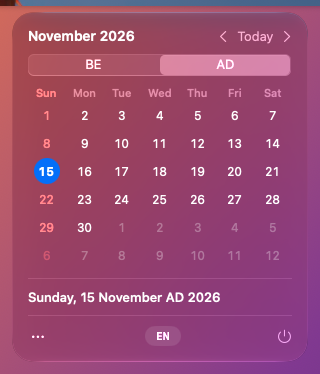 November 2026 Today
BE AD
Sun Mon Tue Wed Thu Fri Sat
1 2 3 4 5 6 7
8 9 10 11 12 13 14
15 16 17 18 19 20 21
22 23 24 25 26 27 28
29 30 1 2 3 4 5
6 7 8 9 10 11 12
Sunday, 15 November AD 2026
... EN